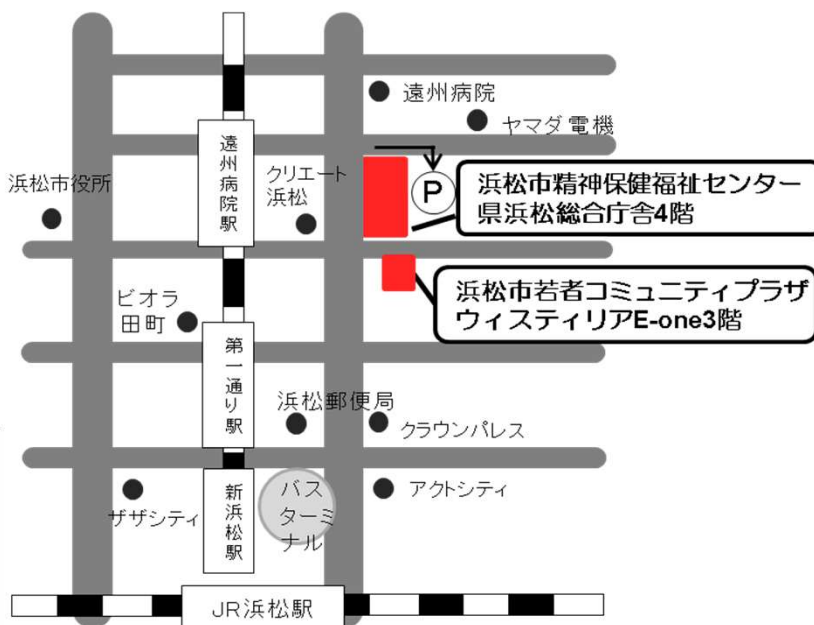 遠州病院
ヤマダ電機
遠州病院駅
クリエート
浜松
浜松市役所
P
浜松市精神保健福祉センター
県浜松総合庁舎4階
浜松市若者コミュニティプラザ
ウィスティリアE-one3階
ビオラ
田町
第一通り駅
浜松郵便局
クラウンパレス
ザザシティ
新浜松駅
バス
ターミ
ナル
アクトシティ
JR浜松駅